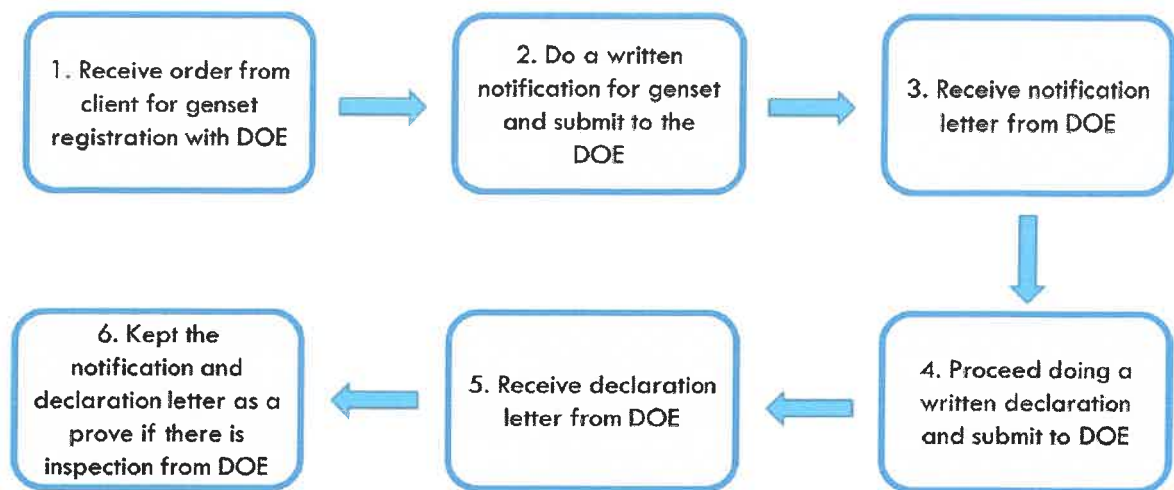 1. Receive order from
client for genset
registration with DOE
2. Do a written
notification for genset
and submit to the
DOE
3. Receive notification
letter from DOE
4. Proceed doing a
written declaration
and submit to DOE
5. Receive declaration
letter from DOE
6. Kept the
notification and
declaration letter as a
prove if there is
inspection from DOE